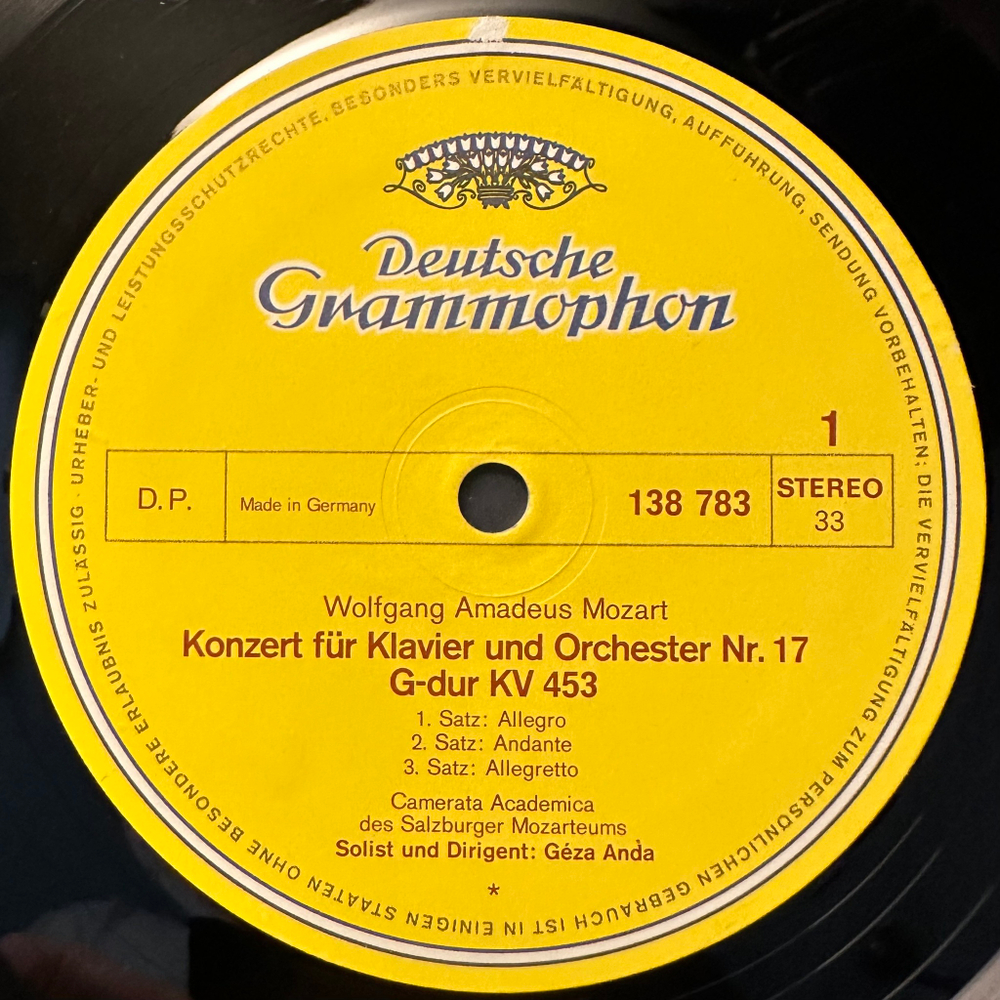 URHEBER- UND LEISTUNGSSCHUTZRECHTE, BESONDERS VERVIELFÄLTIGUNG, AUFFÜHRUNG, SENDUNG VORBEHALTEN; DIE VERVIELFÄLTIGUNG ZUM PERSÖNLICHEN GEBRAUCH IST IN EINIGEN STAATEN OHNE BESONDERE ERLAUBNIS ZULÄSSIG ·
Deutsche
Grammophon
1
D.P.
Made in Germany
138 783
STEREO
33
Wolfgang Amadeus Mozart
Konzert für Klavier und Orchester Nr. 17
G-dur KV 453
1. Satz: Allegro
2. Satz: Andante
3. Satz: Allegretto
Camerata Academica
des Salzburger Mozarteums
Solist und Dirigent: Géza Anda
*